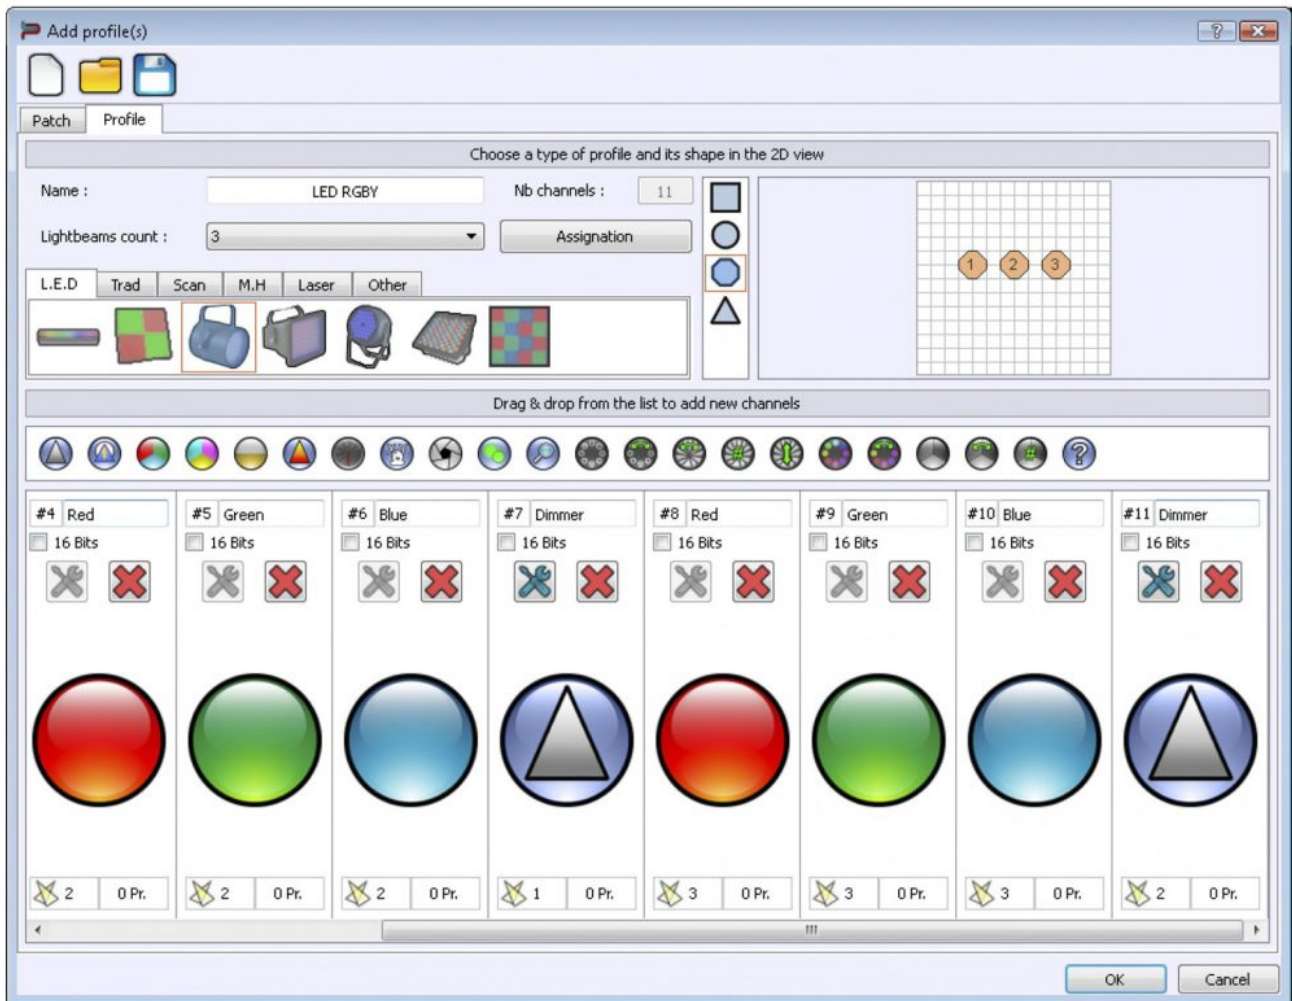 Add profile(s)
Patch Profile
Choose a type of profile and its shape in the 2D view
Name : LED RGBY Nb channels : 11
Lightbeams count : 3 Assignation
1 2 3
L.E.D Trad Scan M.H Laser Other
Drag & drop from the list to add new channels
#4 Red #5 Green #6 Blue #7 Dimmer #8 Red #9 Green #10 Blue #11 Dimmer
16 Bits 16 Bits 16 Bits 16 Bits 16 Bits 16 Bits 16 Bits 16 Bits
2 0 Pr. 2 0 Pr. 2 0 Pr. 1 0 Pr. 3 0 Pr. 3 0 Pr. 3 0 Pr. 2 0 Pr.
OK Cancel